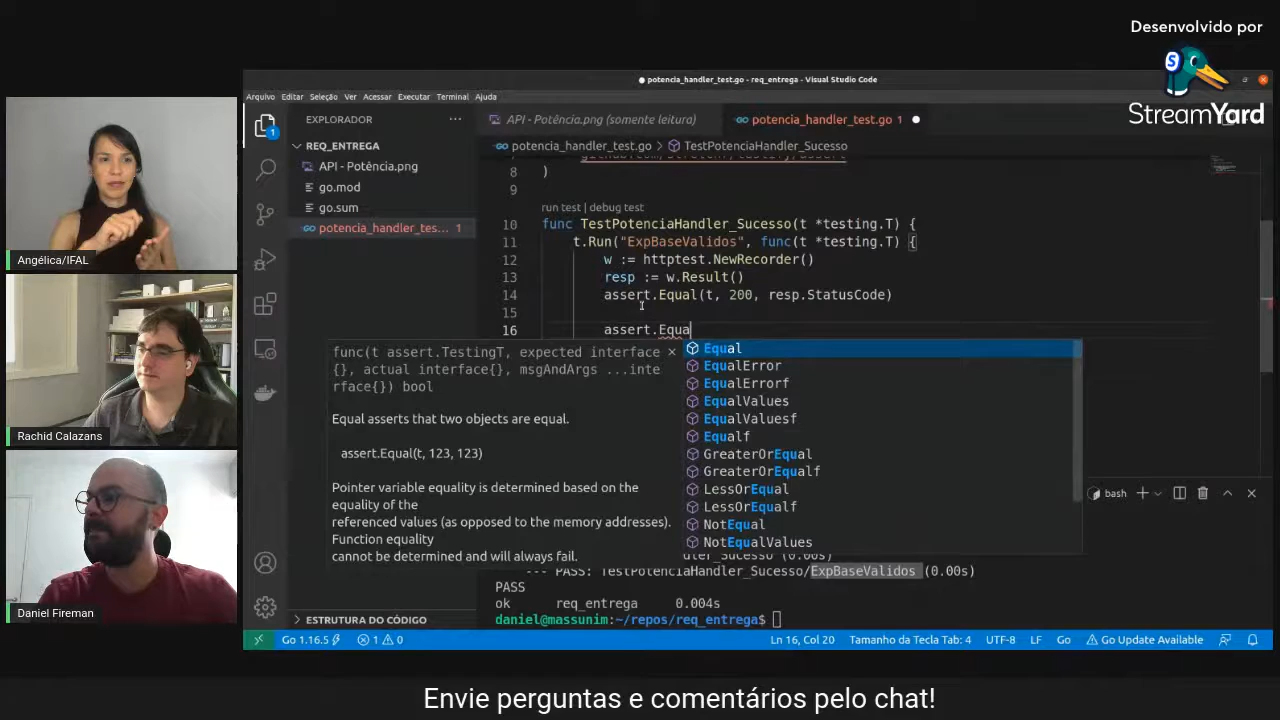 Desenvolvido por
StreamYard
potencia_handler_test.go - req_entrega - Visual Studio Code
Arquivo Editar Seleção Ver Acessar Executar Terminal Ajuda
EXPLORADOR
API - Potência.png (somente leitura)
potencia_handler_test.go 1
REQ_ENTREGA
API - Potência.png
go.mod
go.sum
potencia_handler_tes... 1
1
potencia_handler_test.go > TestPotenciaHandler_Sucesso
8 )
9
run test | debug test
10 func TestPotenciaHandler_Sucesso(t *testing.T) {
11 t.Run("ExpBaseValidos", func(t *testing.T) {
12 w := httptest.NewRecorder()
13 resp := w.Result()
14 assert.Equal(t, 200, resp.StatusCode)
15
16 assert.Equa
func(t assert.TestingT, expected interface
{}, actual interface{}, msgAndArgs ...inte
rface{}) bool
Equal asserts that two objects are equal.
assert.Equal(t, 123, 123)
Pointer variable equality is determined based on the
equality of the
referenced values (as opposed to the memory addresses).
Function equality
cannot be determined and will always fail.
Equal
EqualError
EqualErrorf
EqualValues
EqualValuesf
Equalf
GreaterOrEqual
GreaterOrEqualf
LessOrEqual
LessOrEqualf
NotEqual
NotEqualValues
bash
--- PASS: TestPotenciaHandler_Sucesso/ExpBaseValidos (0.00s)
PASS
ok req_entrega 0.004s
daniel@massunim:~/repos/req_entrega$
ESTRUTURA DO CÓDIGO
Go 1.16.5 1 0
Ln 16, Col 20 Tamanho da Tecla Tab: 4 UTF-8 LF Go Go Update Available
Angélica/IFAL
Rachid Calazans
Daniel Fireman
Envie perguntas e comentários pelo chat!